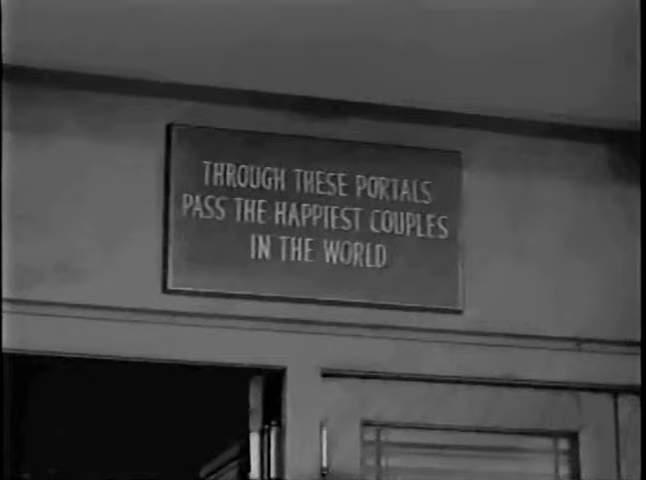 THROUGH THESE PORTALS
PASS THE HAPPIEST COUPLES
IN THE WORLD